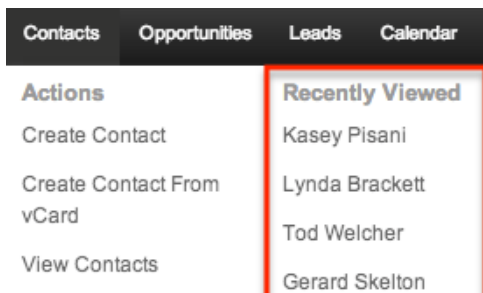 Contacts Opportunities Leads Calendar
Actions
Create Contact
Create Contact From
vCard
View Contacts
Recently Viewed
Kasey Pisani
Lynda Brackett
Tod Welcher
Gerard Skelton